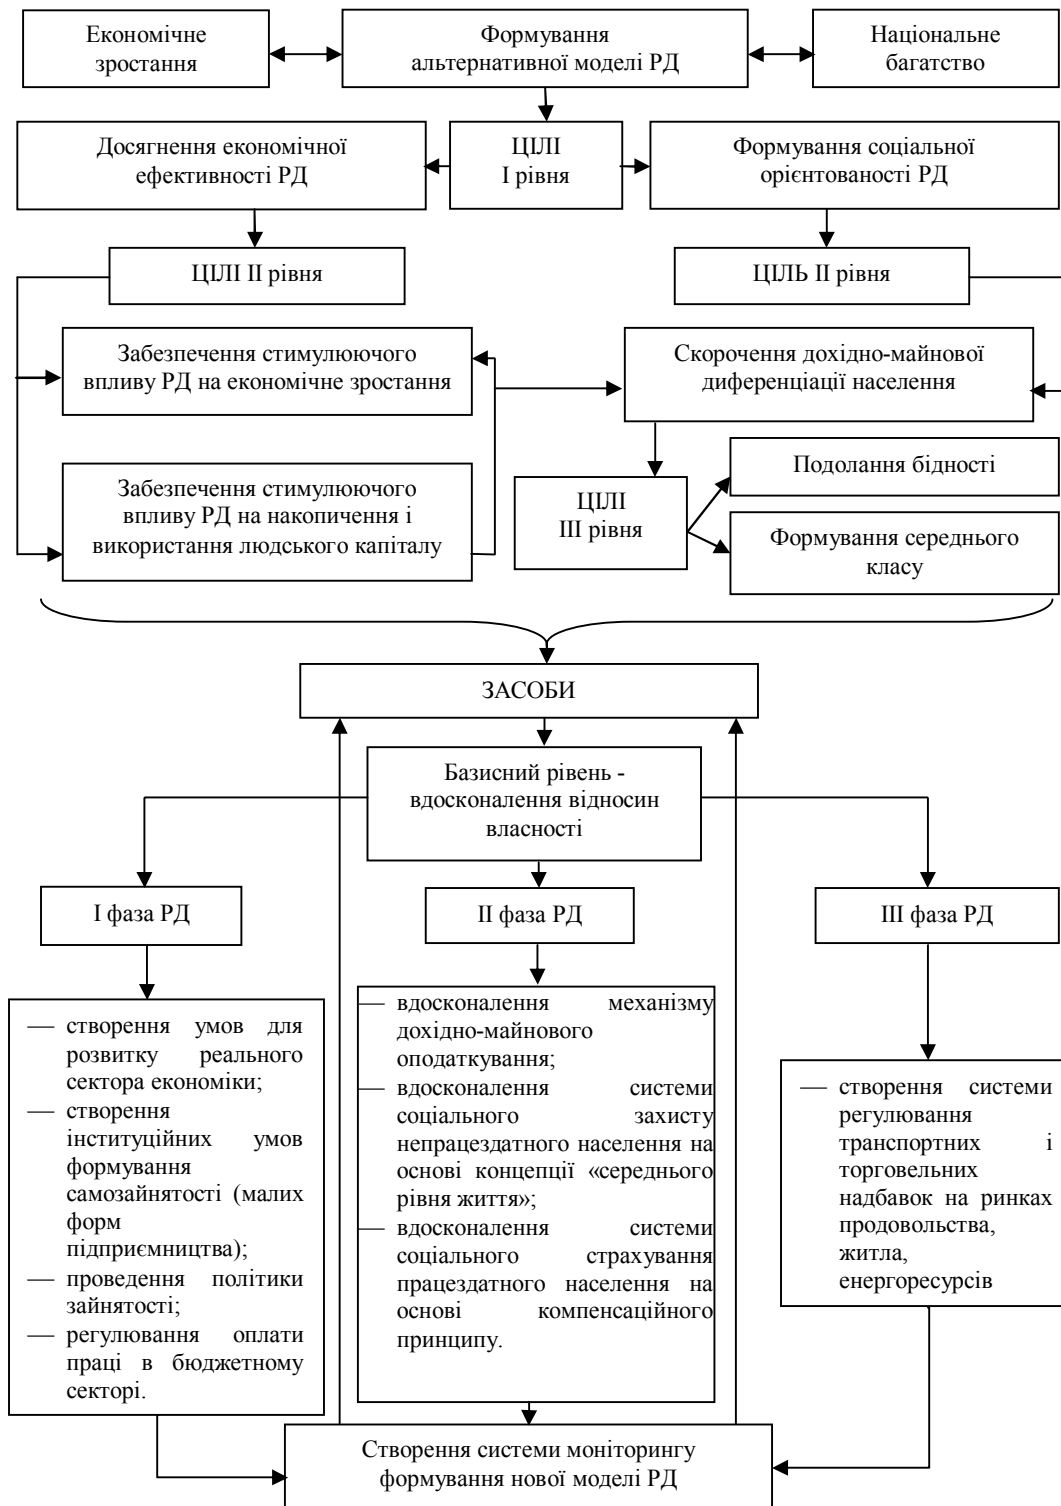 Економічне
зростання
Формування
альтернативної моделі РД
Національне
багатство
Досягнення економічної
ефективності РД
ЦІЛІ
І рівня
Формування соціальної
орієнтованості РД
ЦІЛІ ІІ рівня
ЦІЛЬ ІІ рівня
Забезпечення стимулюючого
впливу РД на економічне зростання
Скорочення дохідно-майнової
диференціації населення
Забезпечення стимулюючого
впливу РД на накопичення і
використання людського капіталу
ЦІЛІ
ІІІ рівня
Подолання бідності
Формування середнього
класу
ЗАСОБИ
Базисний рівень -
вдосконалення відносин
власності
І фаза РД
ІІ фаза РД
ІІІ фаза РД
— створення умов для
розвитку реального
сектора економіки;
— створення
інституційних умов
формування
самозайнятості (малих
форм
підприємництва);
— проведення політики
зайнятості;
— регулювання оплати
праці в бюджетному
секторі.
— вдосконалення механізму
дохідно-майнового
оподаткування;
— вдосконалення системи
соціального захисту
непрацездатного населення на
основі концепції «середнього
рівня життя»;
— вдосконалення системи
соціального страхування
працездатного населення на
основі компенсаційного
принципу.
— створення системи
регулювання
транспортних і
торговельних
надбавок на ринках
продовольства,
житла,
енергоресурсів
Створення системи моніторингу
формування нової моделі РД